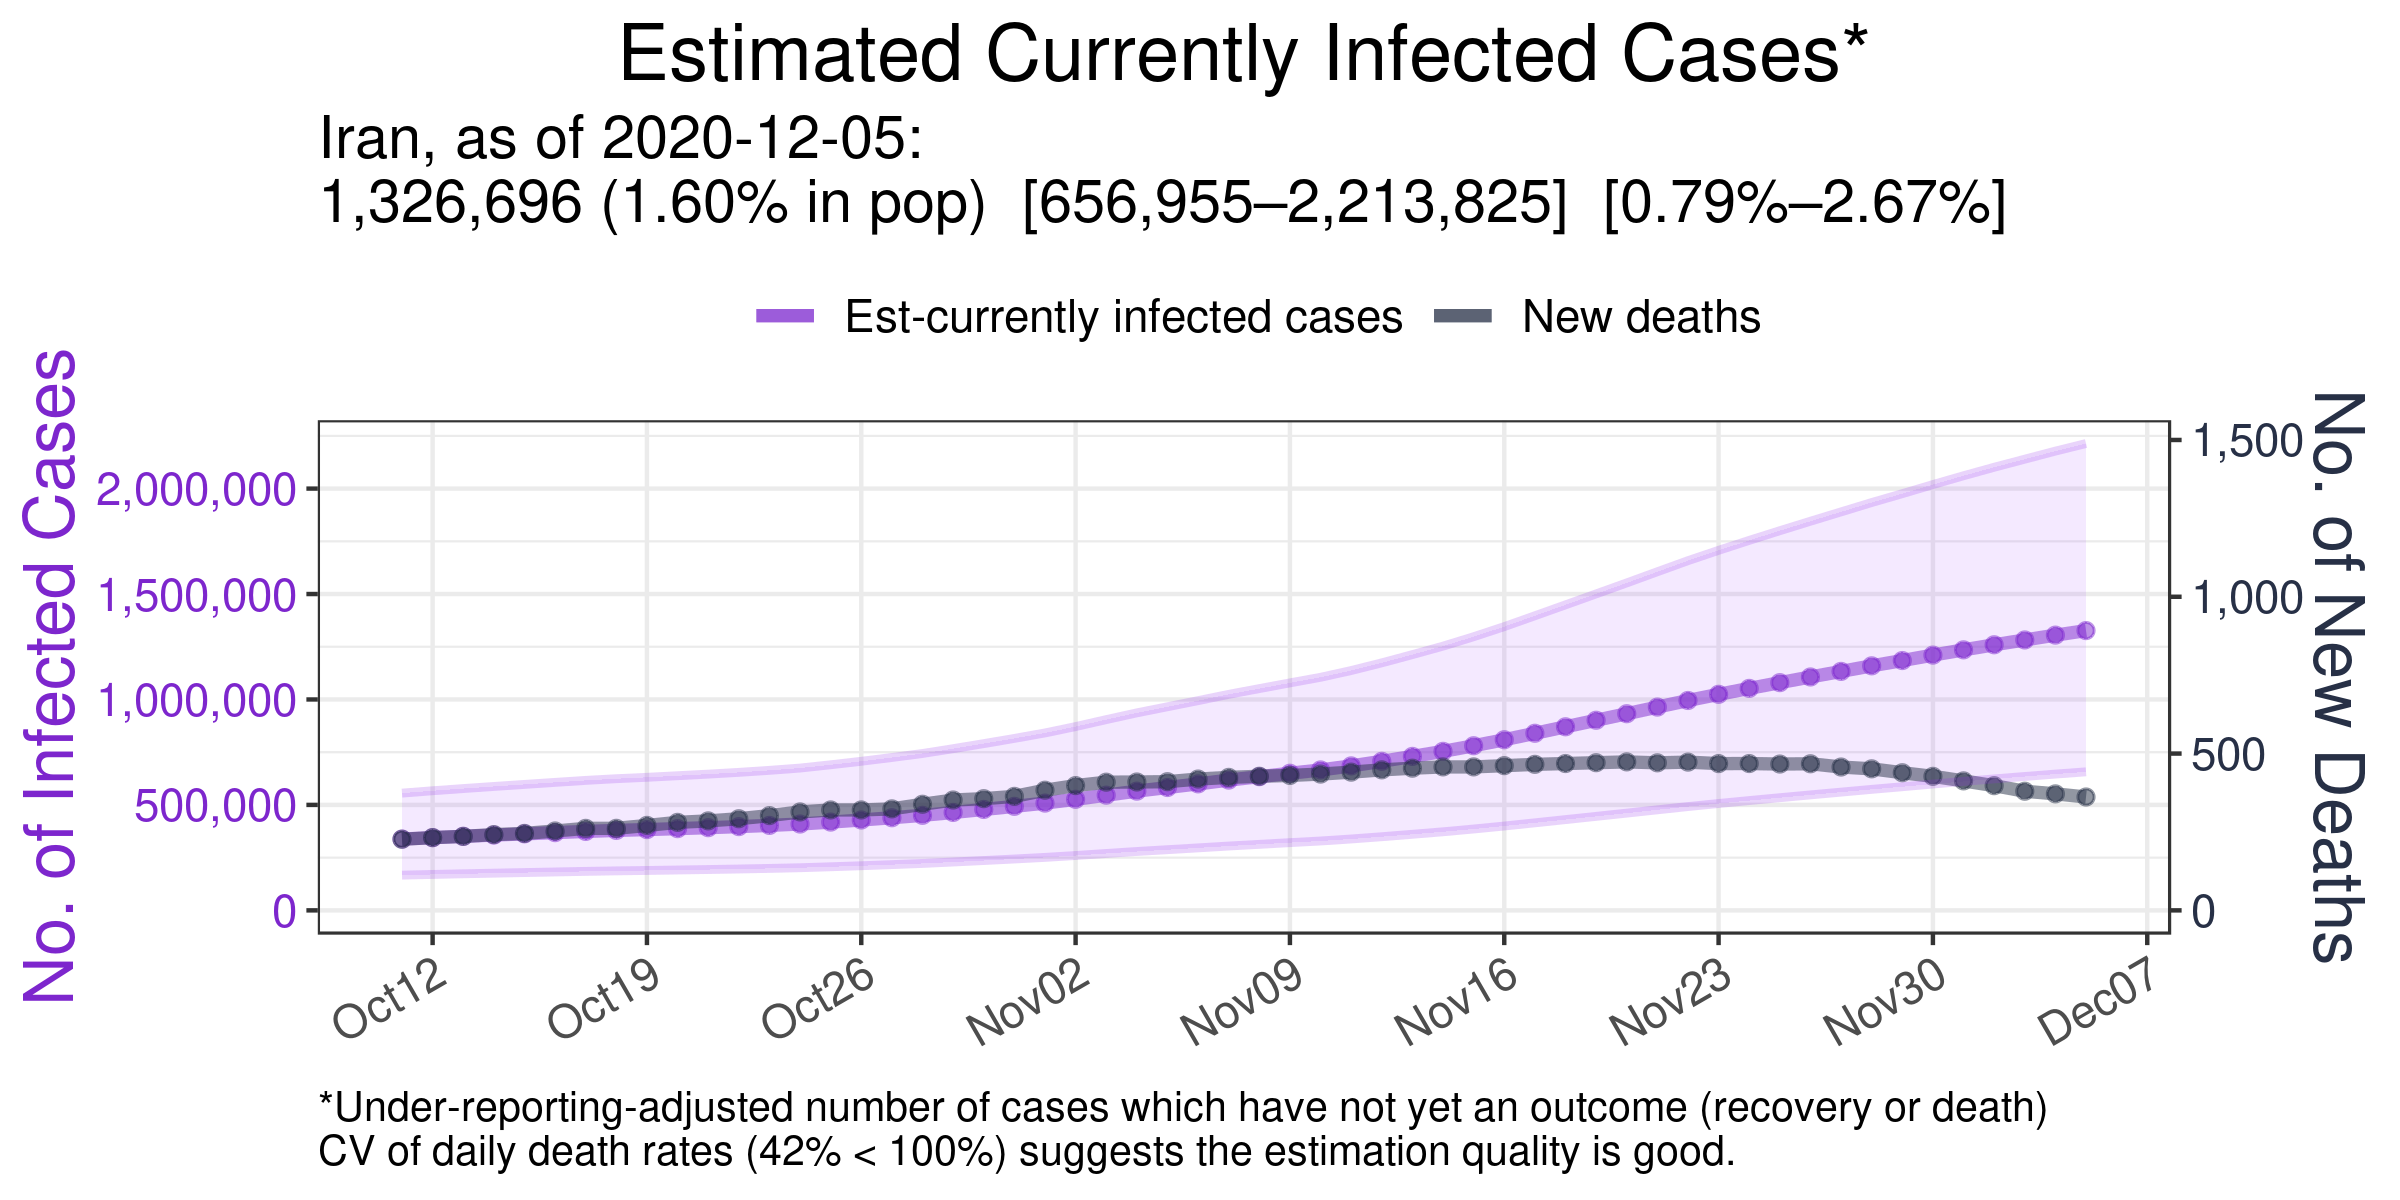 Estimated Currently Infected Cases*
Iran, as of 2020-12-05:
1,326,696 (1.60% in pop)  [656,955–2,213,825]  [0.79%–2.67%]
Est-currently infected cases
New deaths
No. of Infected Cases
2,000,000
1,500,000
1,000,000
500,000
0
1,500
1,000
500
0
No. of New Deaths
Oct12
Oct19
Oct26
Nov02
Nov09
Nov16
Nov23
Nov30
Dec07
*Under-reporting-adjusted number of cases which have not yet an outcome (recovery or death)
CV of daily death rates (42% < 100%) suggests the estimation quality is good.